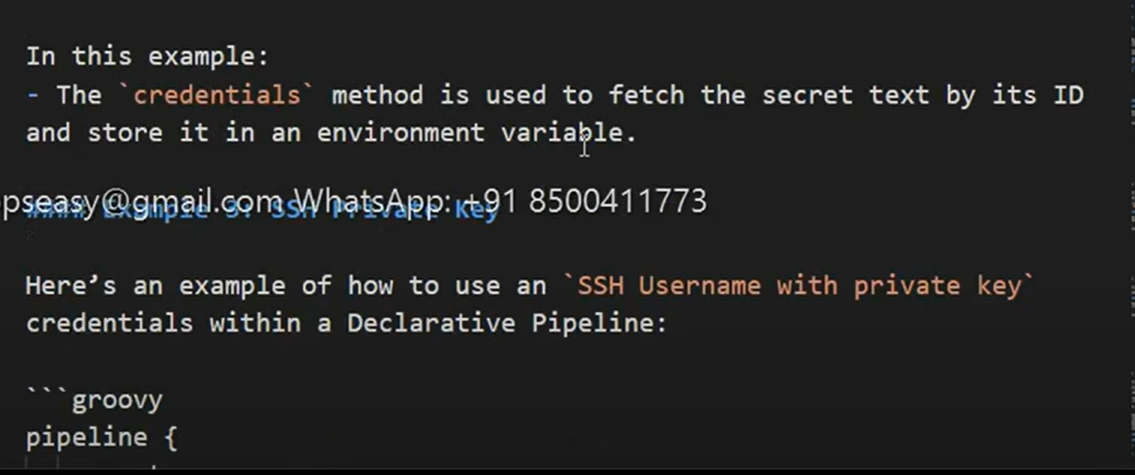 In this example:
- The `credentials` method is used to fetch the secret text by its ID
and store it in an environment variable.
pseasy@gmail.com WhatsApp: +91 8500411773
#### Example 3: SSH Private Key
Here’s an example of how to use an `SSH Username with private key`
credentials within a Declarative Pipeline:
```groovy
pipeline {